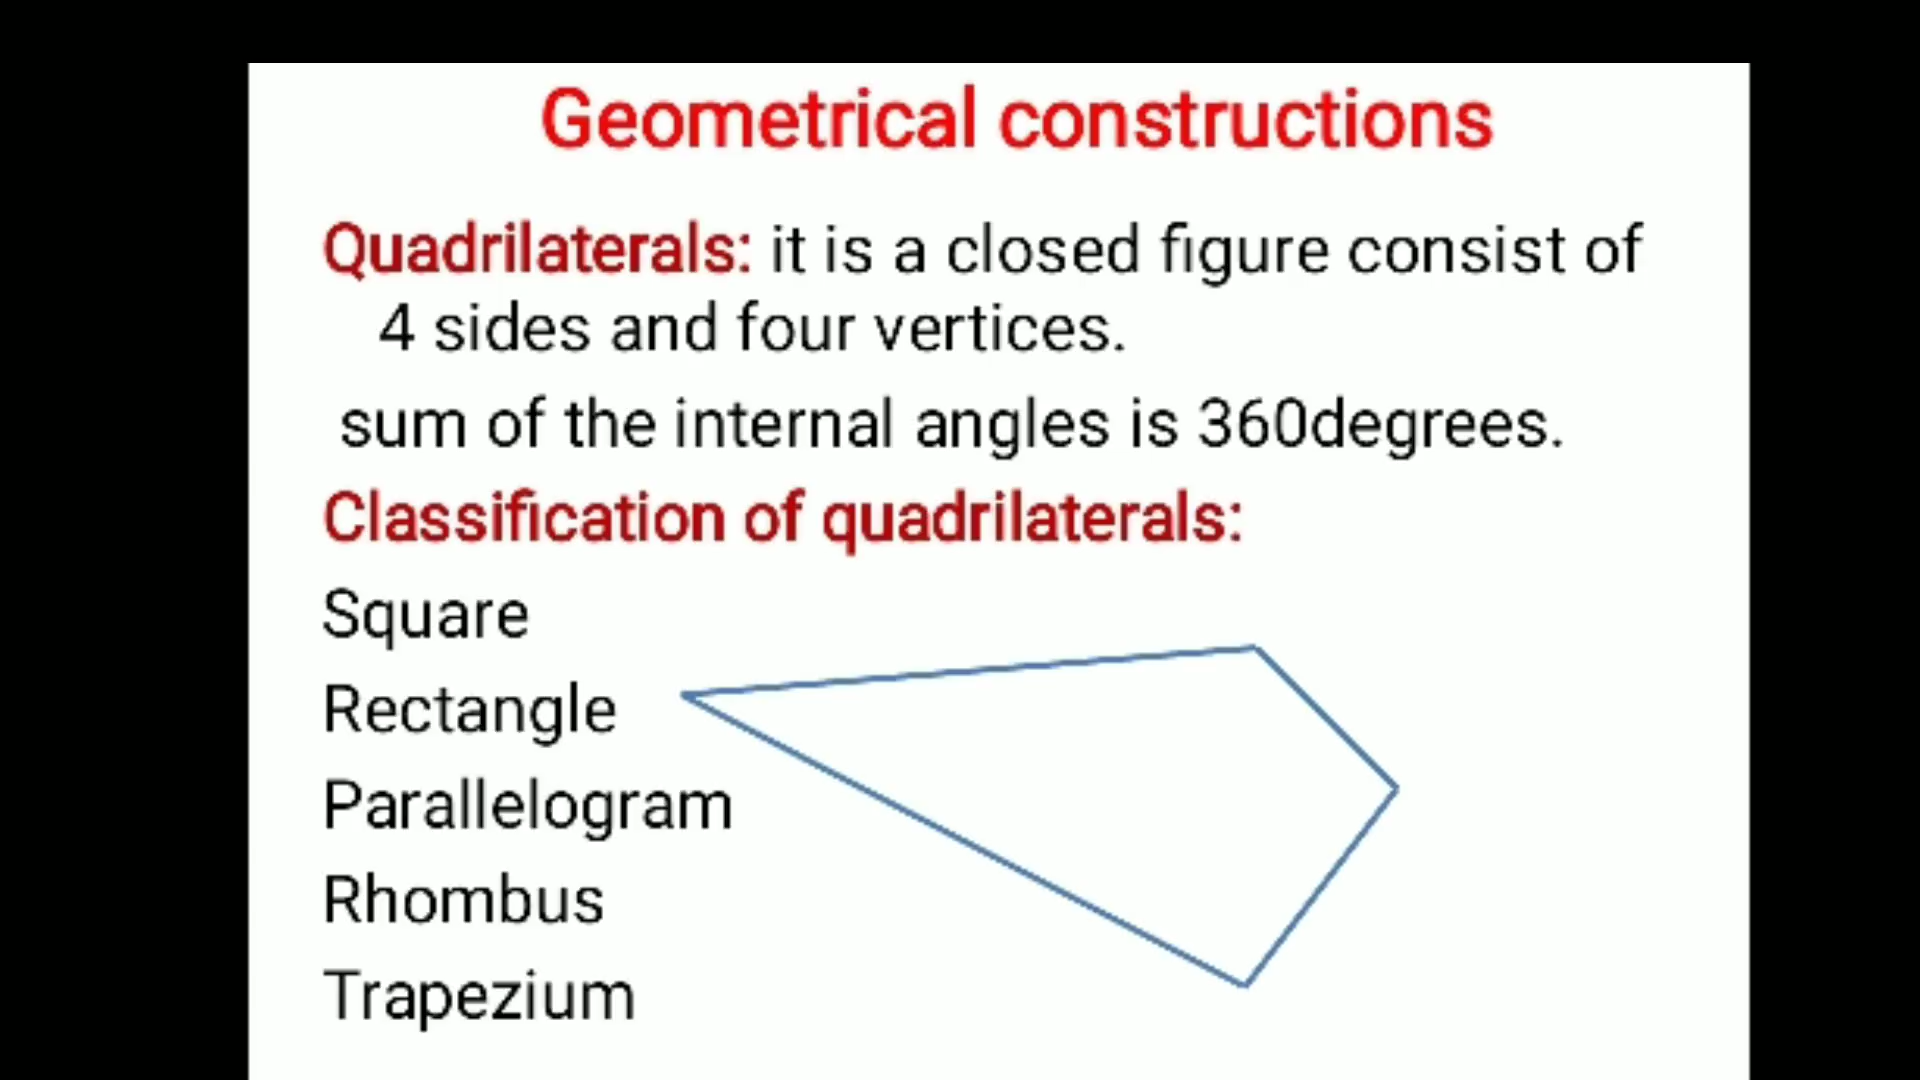 Geometrical constructions
Quadrilaterals: it is a closed figure consist of
4 sides and four vertices.
sum of the internal angles is 360degrees.
Classification of quadrilaterals:
Square
Rectangle
Parallelogram
Rhombus
Trapezium